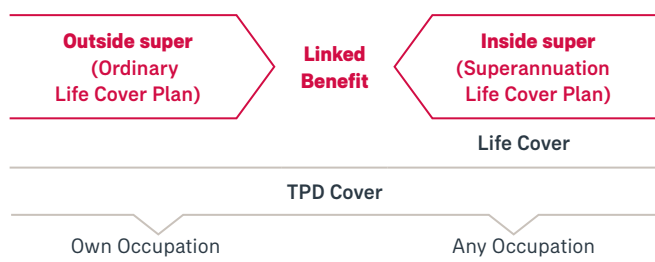 Outside super
(Ordinary
Life Cover Plan)
Linked
Benefit
Inside super
(Superannuation
Life Cover Plan)
Life Cover
TPD Cover
Own Occupation
Any Occupation